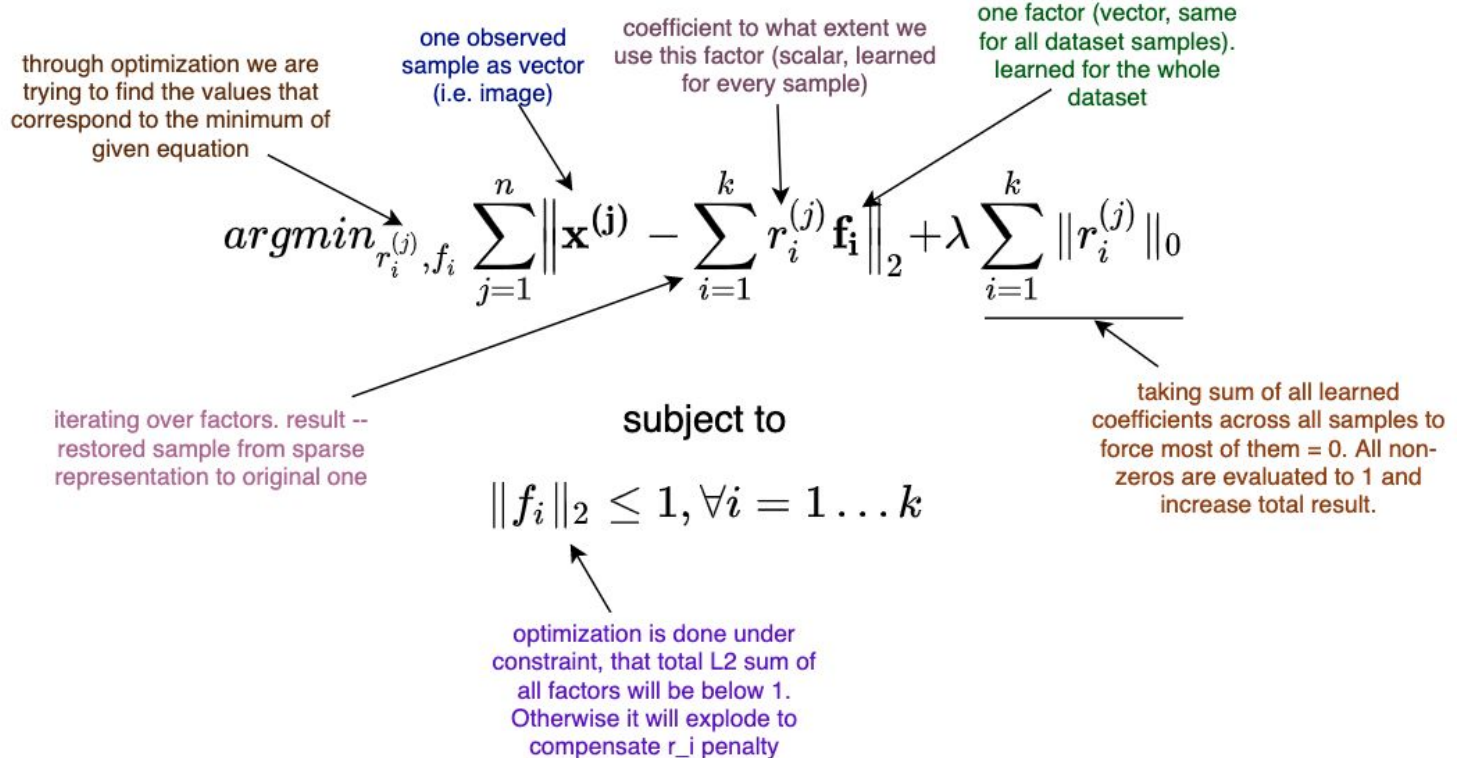 through optimization we are
trying to find the values that
correspond to the minimum of
given equation
one observed
sample as vector
(i.e. image)
coefficient to what extent we
use this factor (scalar, learned
for every sample)
one factor (vector, same
for all dataset samples).
learned for the whole
dataset
argmin_{r_i^{(j)}, f_i} \sum_{j=1}^{n} \left\| \mathbf{x^{(j)}} - \sum_{i=1}^{k} r_i^{(j)} \mathbf{f_i} \right\|_2 + \lambda \sum_{i=1}^{k} \| r_i^{(j)} \|_0
iterating over factors. result --
restored sample from sparse
representation to original one
subject to
\| f_i \|_2 \leq 1, \forall i = 1 \ldots k
taking sum of all learned
coefficients across all samples to
force most of them = 0. All non-
zeros are evaluated to 1 and
increase total result.
optimization is done under
constraint, that total L2 sum of
all factors will be below 1.
Otherwise it will explode to
compensate r_i penalty